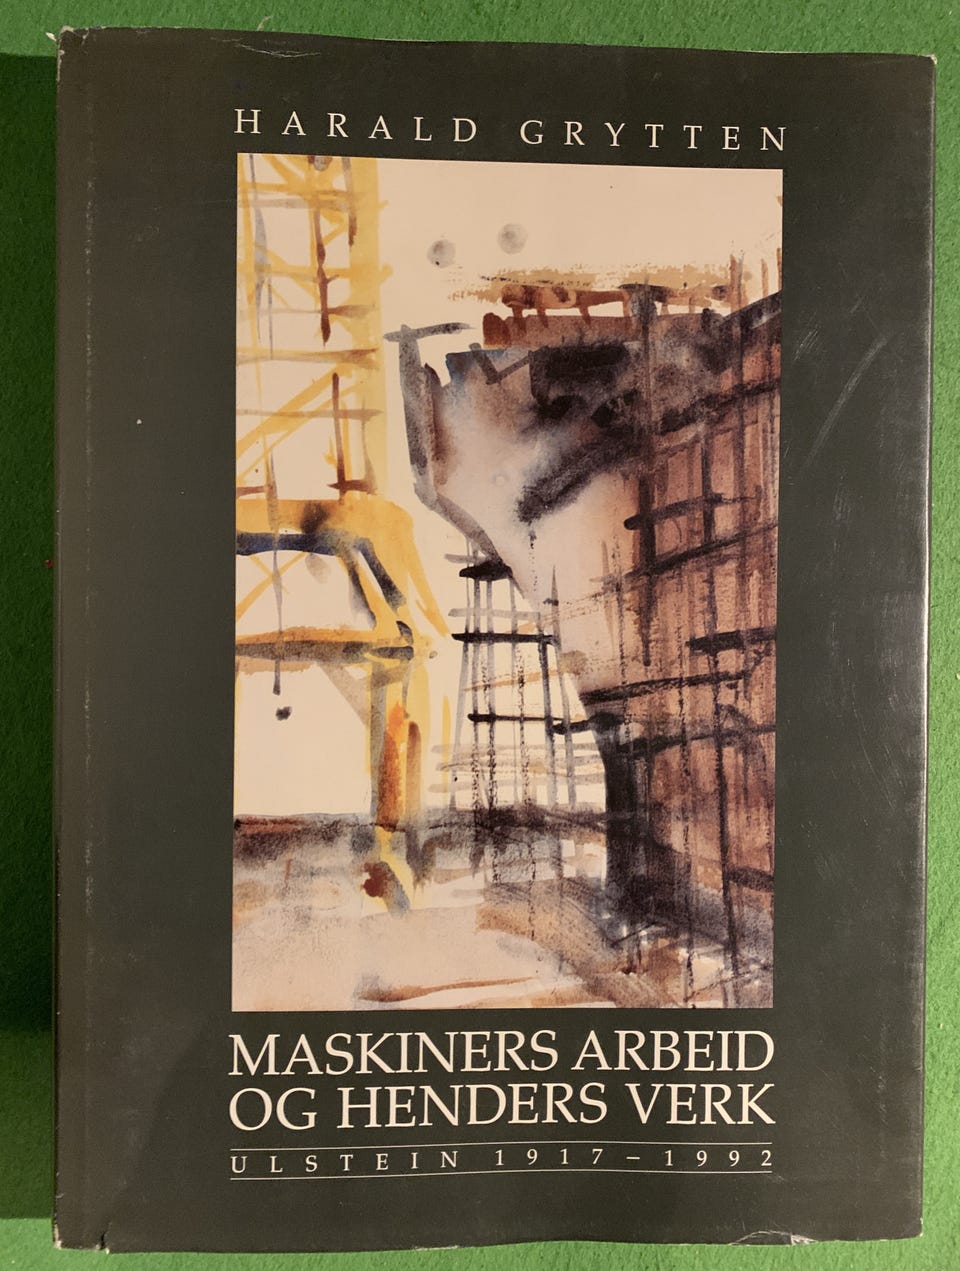 HARALD GRYTTEN
MASKINERS ARBEID
OG HENDERS VERK
ULSTEIN 1917 – 1992